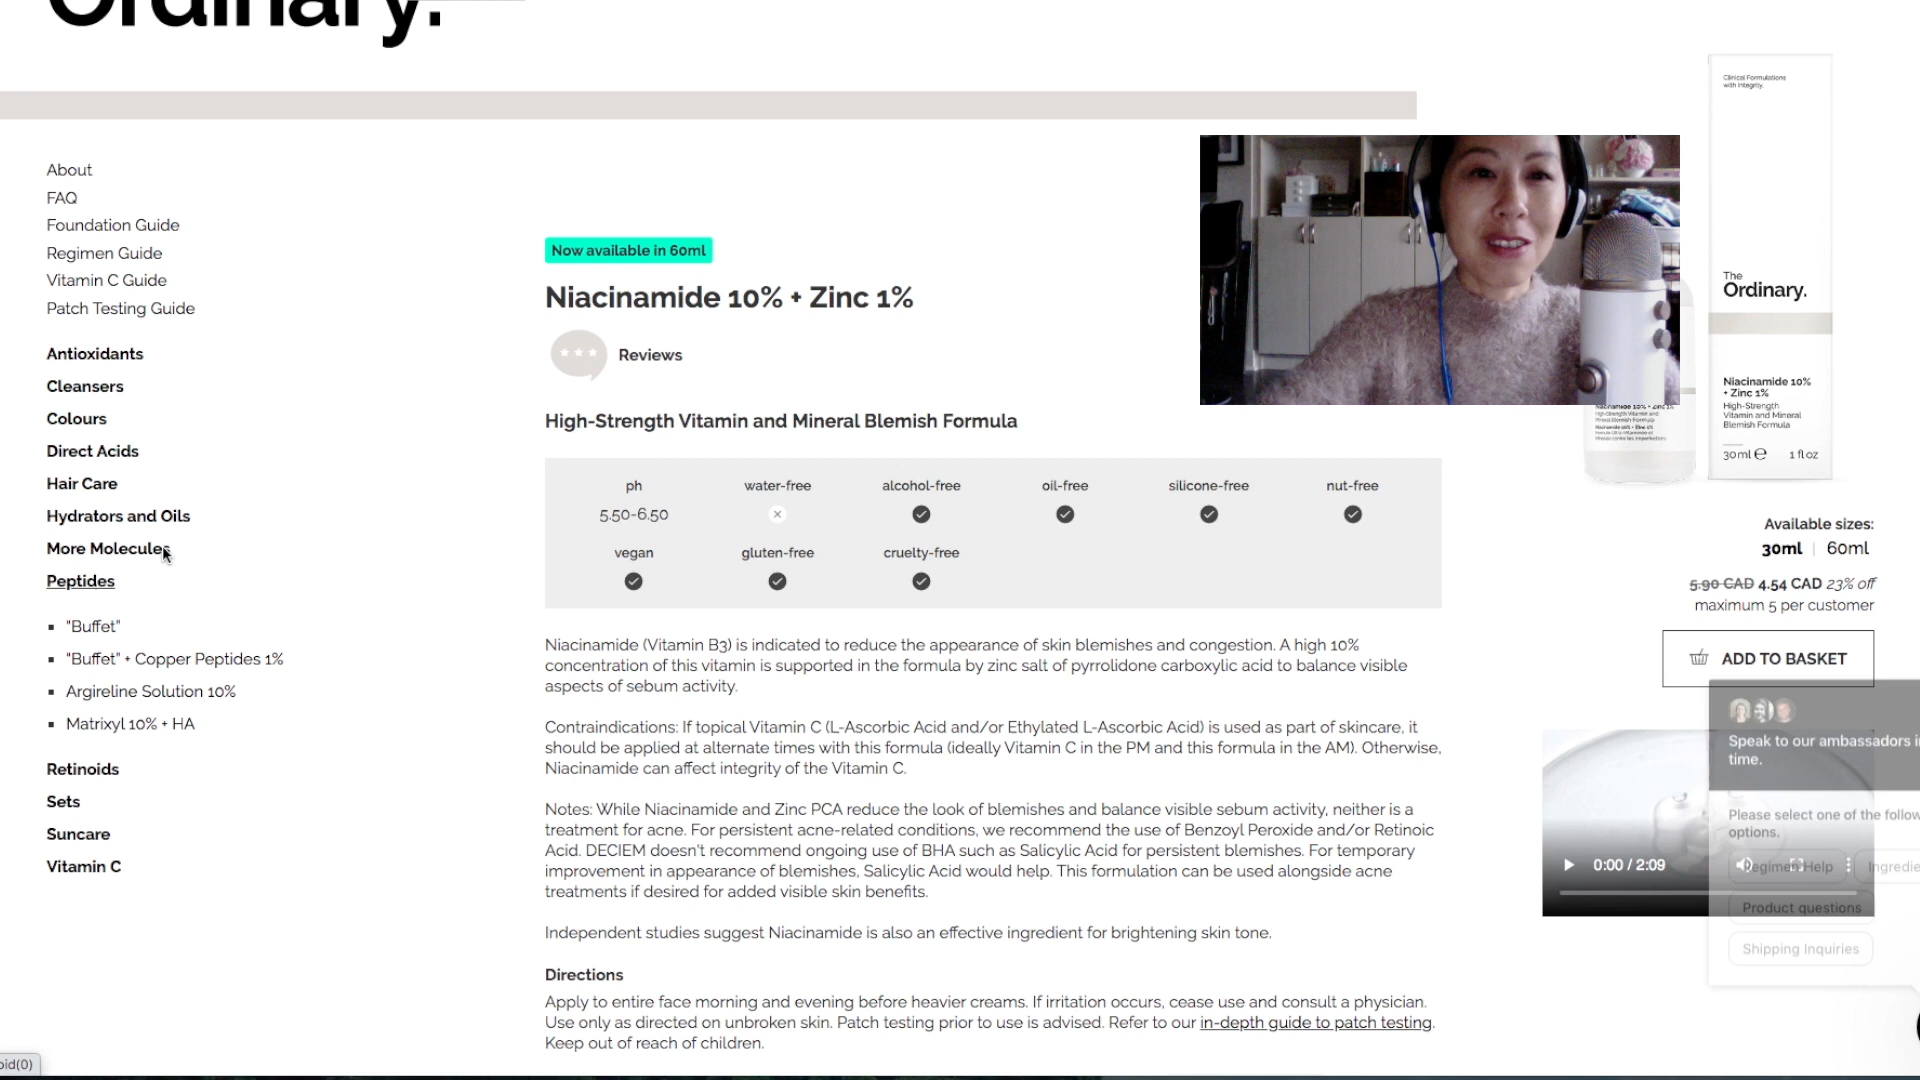 Ordinary.
About
FAQ
Foundation Guide
Regimen Guide
Vitamin C Guide
Patch Testing Guide
Antioxidants
Cleansers
Colours
Direct Acids
Hair Care
Hydrators and Oils
More Molecules
Peptides
"Buffet"
"Buffet" + Copper Peptides 1%
Argireline Solution 10%
Matrixyl 10% + HA
Retinoids
Sets
Suncare
Vitamin C
Now available in 60ml
Niacinamide 10% + Zinc 1%
Reviews
High-Strength Vitamin and Mineral Blemish Formula
ph water-free alcohol-free oil-free silicone-free nut-free
5.50-6.50
vegan gluten-free cruelty-free
Niacinamide (Vitamin B3) is indicated to reduce the appearance of skin blemishes and congestion. A high 10%
concentration of this vitamin is supported in the formula by zinc salt of pyrrolidone carboxylic acid to balance visible
aspects of sebum activity.
Contraindications: If topical Vitamin C (L-Ascorbic Acid and/or Ethylated L-Ascorbic Acid) is used as part of skincare, it
should be applied at alternate times with this formula (ideally Vitamin C in the PM and this formula in the AM). Otherwise,
Niacinamide can affect integrity of the Vitamin C.
Notes: While Niacinamide and Zinc PCA reduce the look of blemishes and balance visible sebum activity, neither is a
treatment for acne. For persistent acne-related conditions, we recommend the use of Benzoyl Peroxide and/or Retinoic
Acid. DECIEM doesn't recommend ongoing use of BHA such as Salicylic Acid for persistent blemishes. For temporary
improvement in appearance of blemishes, Salicylic Acid would help. This formulation can be used alongside acne
treatments if desired for added visible skin benefits.
Independent studies suggest Niacinamide is also an effective ingredient for brightening skin tone.
Directions
Apply to entire face morning and evening before heavier creams. If irritation occurs, cease use and consult a physician.
Use only as directed on unbroken skin. Patch testing prior to use is advised. Refer to our in-depth guide to patch testing.
Keep out of reach of children.
Clinical Formulations
with Integrity.
The
Ordinary.
Niacinamide 10%
+ Zinc 1%
High-Strength
Vitamin and Mineral
Blemish Formula
30ml e 1 fl oz
Niacinamide 10% + Zinc 1%
High-Strength Vitamin and
Mineral Blemish Formula
Available sizes:
30ml | 60ml
5.90 CAD 4.54 CAD 23% off
maximum 5 per customer
ADD TO BASKET
Speak to our ambassadors
time.
Please select one of the
options.
0:00 / 2:09
Regimen Help
Product questions
Shipping Inquiries
oid(0)